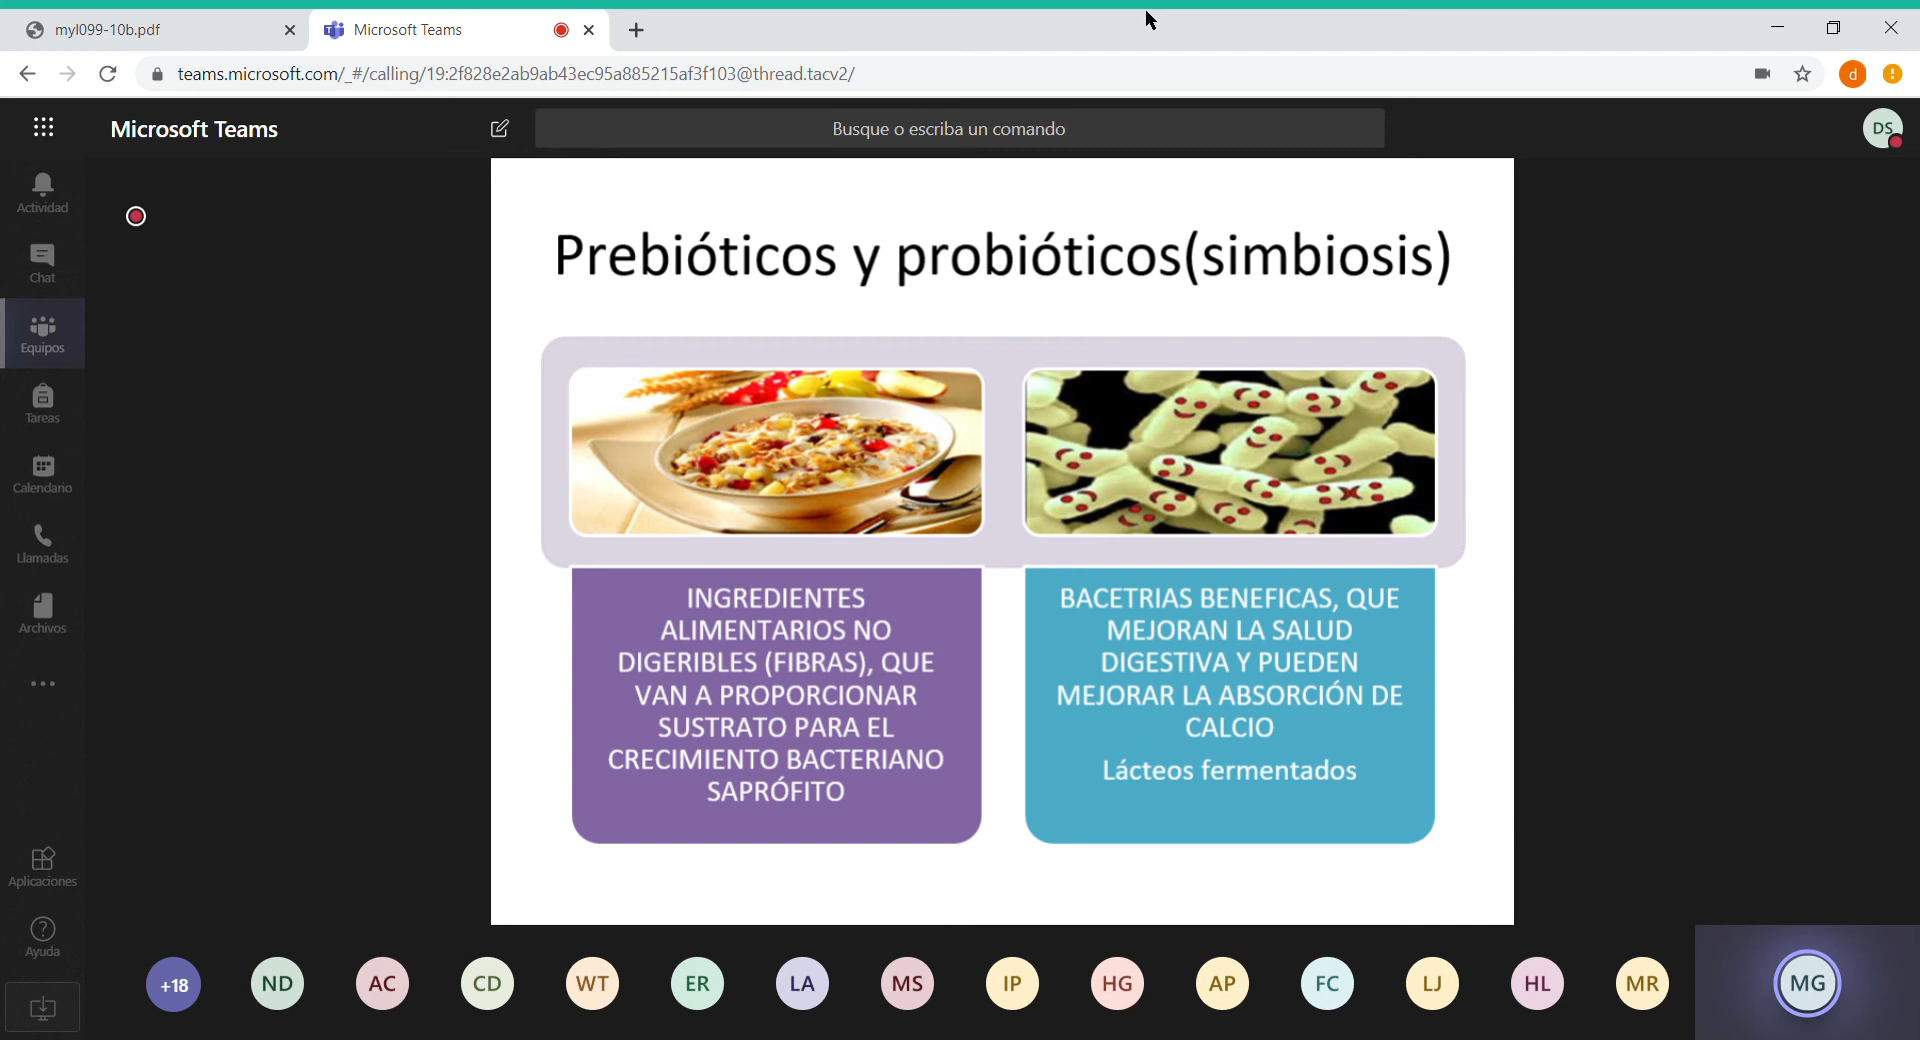 myl099-10b.pdf
Microsoft Teams
teams.microsoft.com/_#/calling/19:2f828e2ab9ab43ec95a885215af3f103@thread.tacv2/
d
Microsoft Teams
Busque o escriba un comando
DS
Actividad
Chat
Equipos
Tareas
Calendario
Llamadas
Archivos
Aplicaciones
Ayuda
Prebióticos y probióticos(simbiosis)
INGREDIENTES
ALIMENTARIOS NO
DIGERIBLES (FIBRAS), QUE
VAN A PROPORCIONAR
SUSTRATO PARA EL
CRECIMIENTO BACTERIANO
SAPRÓFITO
BACETRIAS BENEFICAS, QUE
MEJORAN LA SALUD
DIGESTIVA Y PUEDEN
MEJORAR LA ABSORCIÓN DE
CALCIO
Lácteos fermentados
+18 ND AC CD WT ER LA MS IP HG AP FC LJ HL MR MG